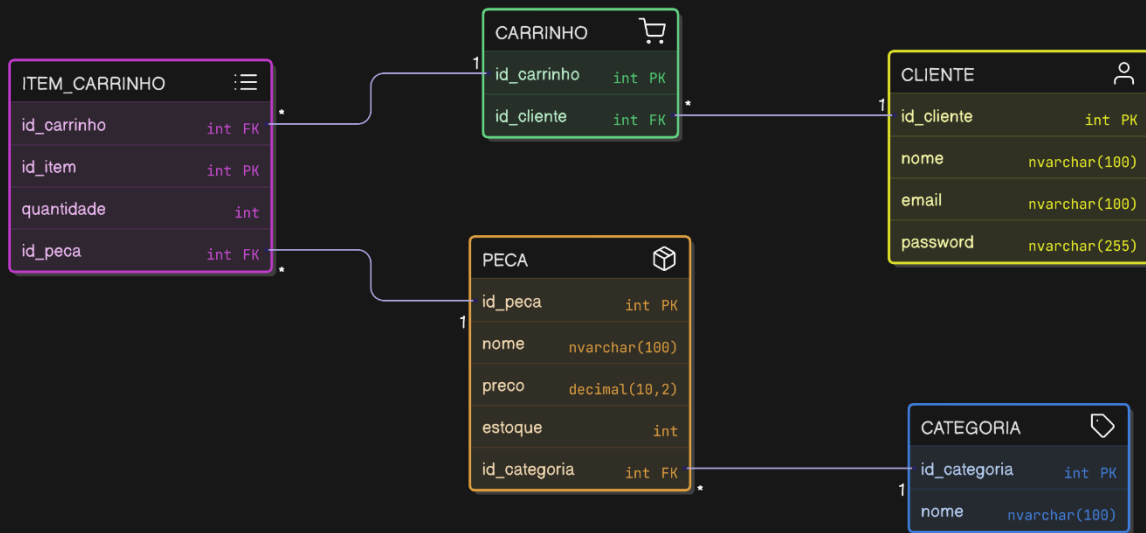 ITEM_CARRINHO
id_carrinho int FK
id_item int PK
quantidade int
id_peca int FK
*
*
CARRINHO
id_carrinho int PK
id_cliente int FK
1
*
CLIENTE
id_cliente int PK
nome nvarchar(100)
email nvarchar(100)
password nvarchar(255)
1
PECA
id_peca int PK
nome nvarchar(100)
preco decimal(10,2)
estoque int
id_categoria int FK
1
*
CATEGORIA
id_categoria int PK
nome nvarchar(100)
1